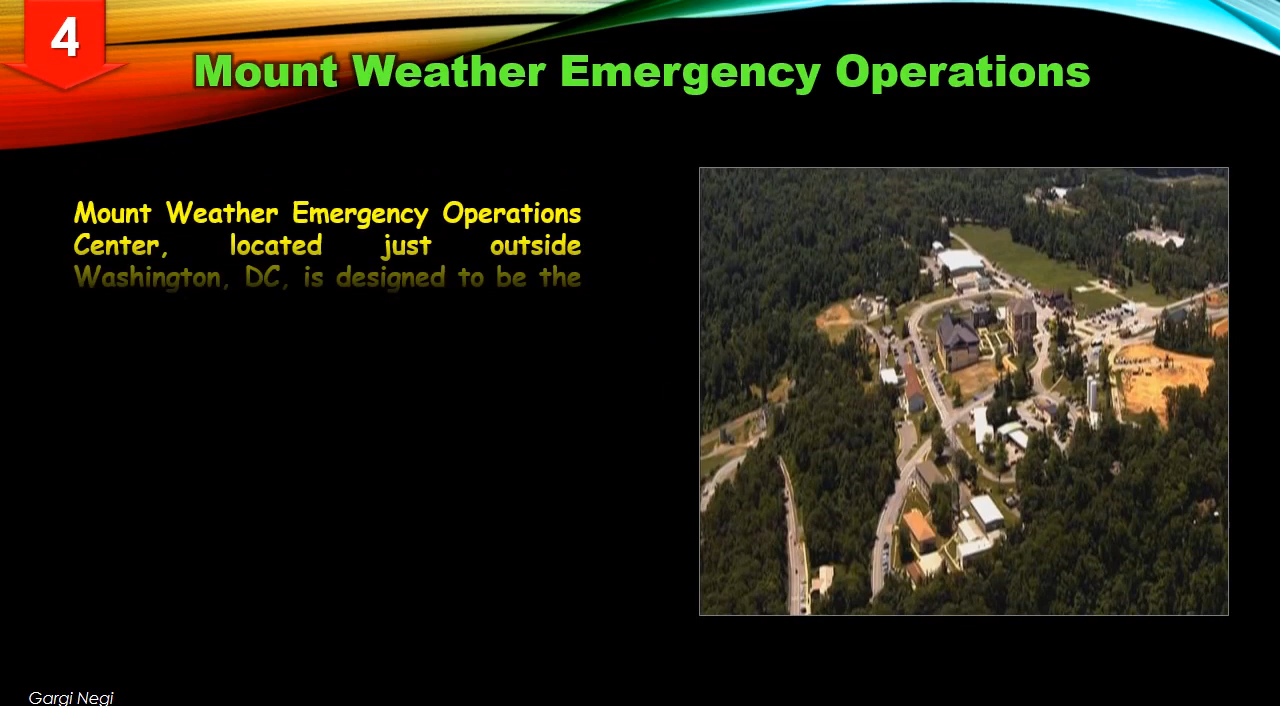 4
Mount Weather Emergency Operations
Mount Weather Emergency Operations
Center, located just outside
Washington, DC, is designed to be the
Gargi Negi